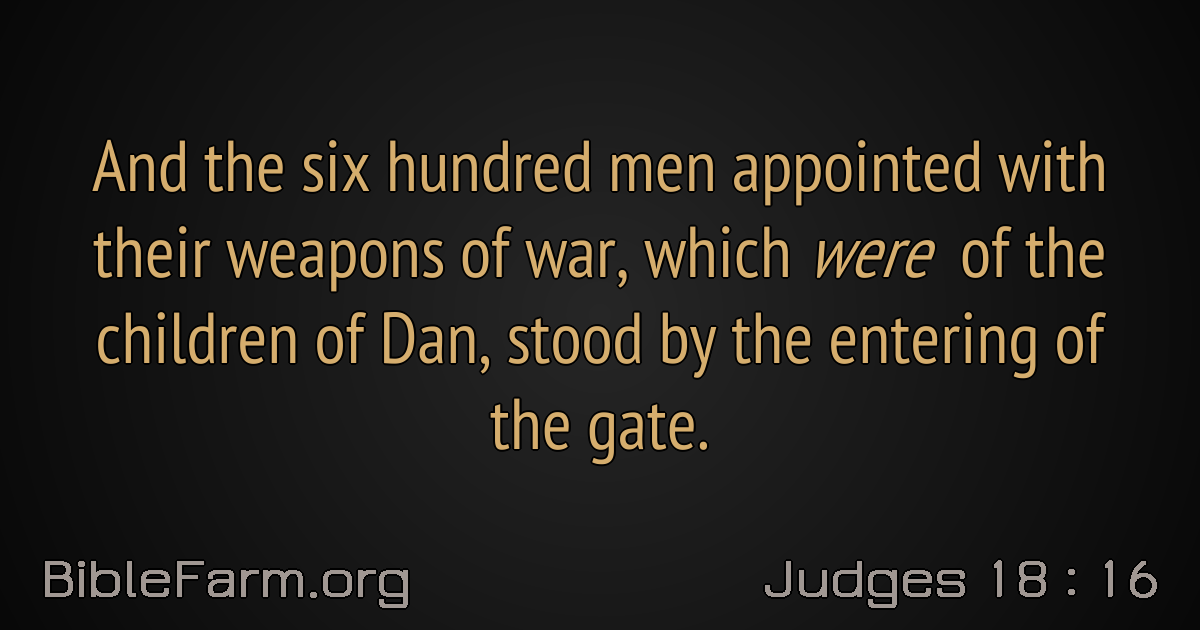 And the six hundred men appointed with
their weapons of war, which were of the
children of Dan, stood by the entering of
the gate.
BibleFarm.org
Judges 18 : 16